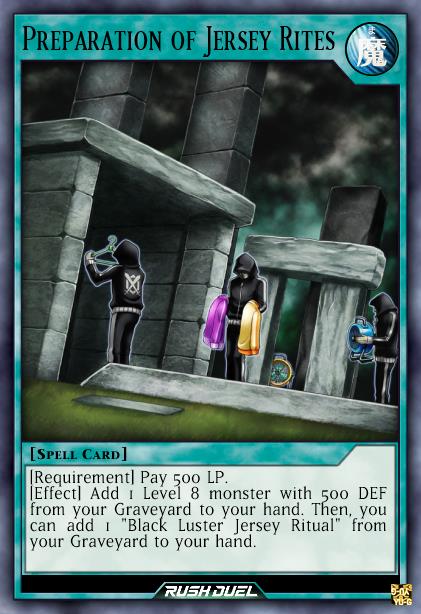 Preparation of Jersey Rites
ま
魔
[Spell Card]
[Requirement] Pay 500 LP.
[Effect] Add 1 Level 8 monster with 500 DEF
from your Graveyard to your hand. Then, you
can add 1 "Black Luster Jersey Ritual" from
your Graveyard to your hand.
RUSH DUEL